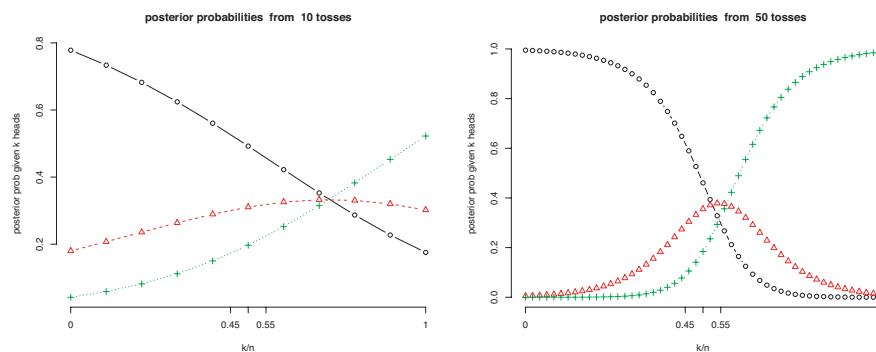 posterior probabilities from 10 tosses
posterior prob given k heads
0.8
0.6
0.4
0.2
0
0.45
0.55
1
k/n
posterior probabilities from 50 tosses
posterior prob given k heads
1.0
0.8
0.6
0.4
0.2
0.0
0
0.45
0.55
k/n